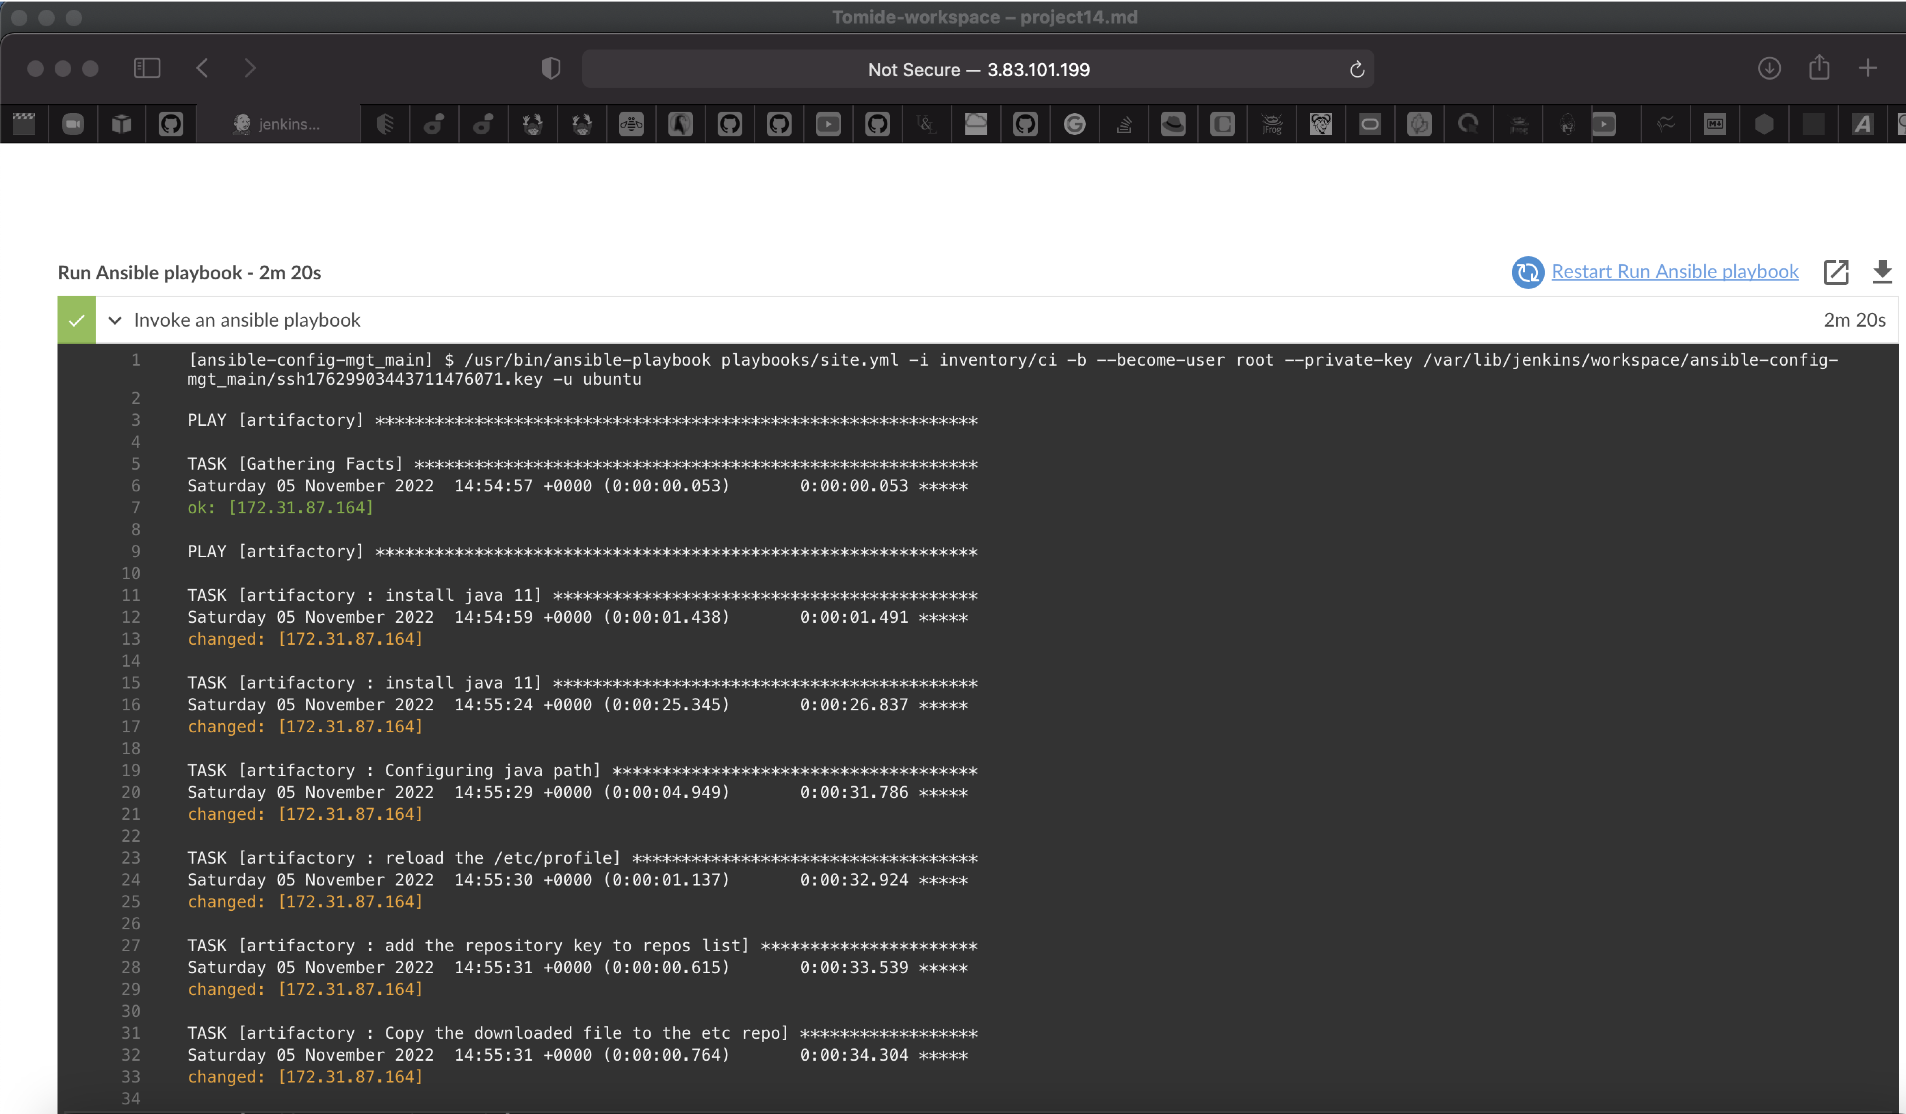 Tomide-workspace – project14.md
Not Secure — 3.83.101.199
jenkins...
Run Ansible playbook - 2m 20s
Restart Run Ansible playbook
Invoke an ansible playbook
2m 20s
1 [ansible-config-mgt_main] $ /usr/bin/ansible-playbook playbooks/site.yml -i inventory/ci -b --become-user root --private-key /var/lib/jenkins/workspace/ansible-config-
mgt_main/ssh17629903443711476071.key -u ubuntu
2
3 PLAY [artifactory] *************************************************************
4
5 TASK [Gathering Facts] *********************************************************
6 Saturday 05 November 2022  14:54:57 +0000 (0:00:00.053)       0:00:00.053 *****
7 ok: [172.31.87.164]
8
9 PLAY [artifactory] *************************************************************
10
11 TASK [artifactory : install java 11] *******************************************
12 Saturday 05 November 2022  14:54:59 +0000 (0:00:01.438)       0:00:01.491 *****
13 changed: [172.31.87.164]
14
15 TASK [artifactory : install java 11] *******************************************
16 Saturday 05 November 2022  14:55:24 +0000 (0:00:25.345)       0:00:26.837 *****
17 changed: [172.31.87.164]
18
19 TASK [artifactory : Configuring java path] *************************************
20 Saturday 05 November 2022  14:55:29 +0000 (0:00:04.949)       0:00:31.786 *****
21 changed: [172.31.87.164]
22
23 TASK [artifactory : reload the /etc/profile] ***********************************
24 Saturday 05 November 2022  14:55:30 +0000 (0:00:01.137)       0:00:32.924 *****
25 changed: [172.31.87.164]
26
27 TASK [artifactory : add the repository key to repos list] **********************
28 Saturday 05 November 2022  14:55:31 +0000 (0:00:00.615)       0:00:33.539 *****
29 changed: [172.31.87.164]
30
31 TASK [artifactory : Copy the downloaded file to the etc repo] ******************
32 Saturday 05 November 2022  14:55:31 +0000 (0:00:00.764)       0:00:34.304 *****
33 changed: [172.31.87.164]
34